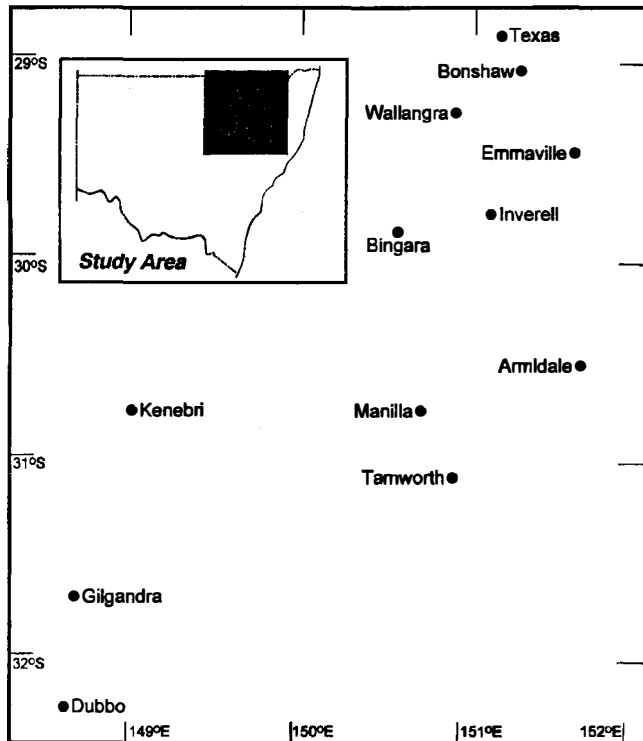 Texas
29°S
Bonshaw
Wallangra
Emmaville
Inverell
Bingara
Study Area
30°S
Armidale
Kenebri
Manilla
31°S
Tamworth
Gilgandra
32°S
Dubbo
149°E
150°E
151°E
152°E